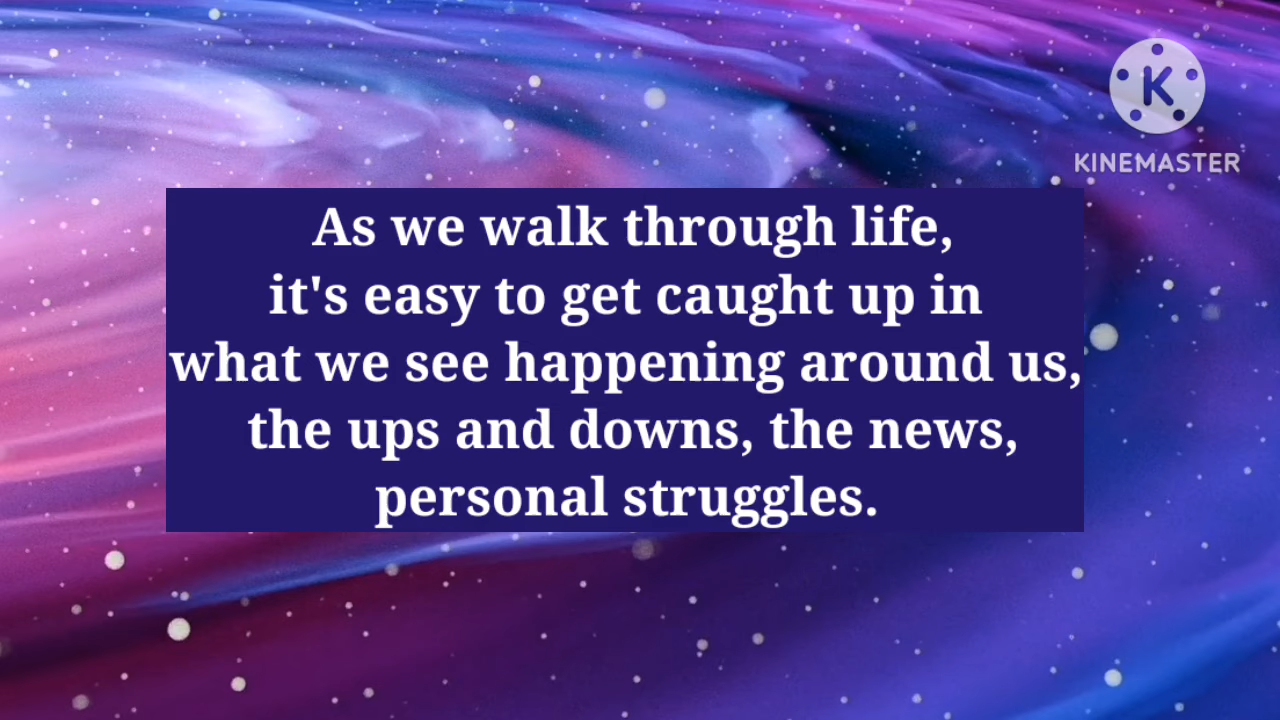 KINEMASTER
As we walk through life,
it's easy to get caught up in
what we see happening around us,
the ups and downs, the news,
personal struggles.